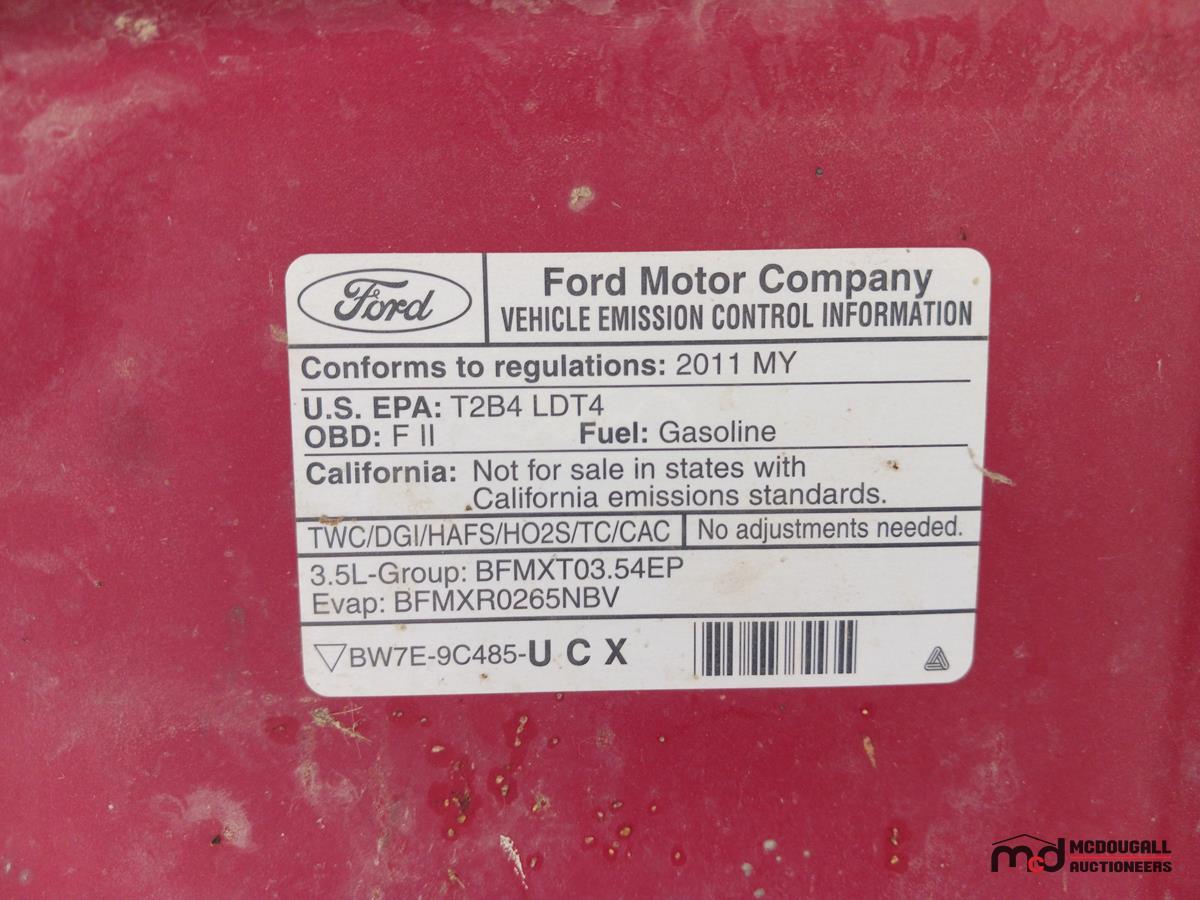 Ford
Ford Motor Company
VEHICLE EMISSION CONTROL INFORMATION
Conforms to regulations: 2011 MY
U.S. EPA: T2B4 LDT4
OBD: F II Fuel: Gasoline
California: Not for sale in states with
California emissions standards.
TWC/DGI/HAFS/HO2S/TC/CAC No adjustments needed.
3.5L-Group: BFMXT03.54EP
Evap: BFMXR0265NBV
BW7E-9C485-U C X
mcd MCDOUGALL
AUCTIONEERS